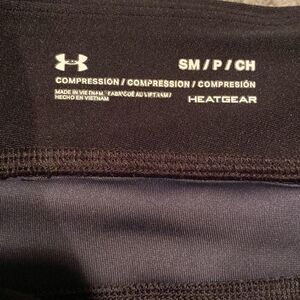 SM / P / CH
COMPRESSION / COMPRESSION / COMPRESIÓN
MADE IN VIETNAM / FABRIQUÉ AU VIETNAM /
HECHO EN VIETNAM
HEATGEAR